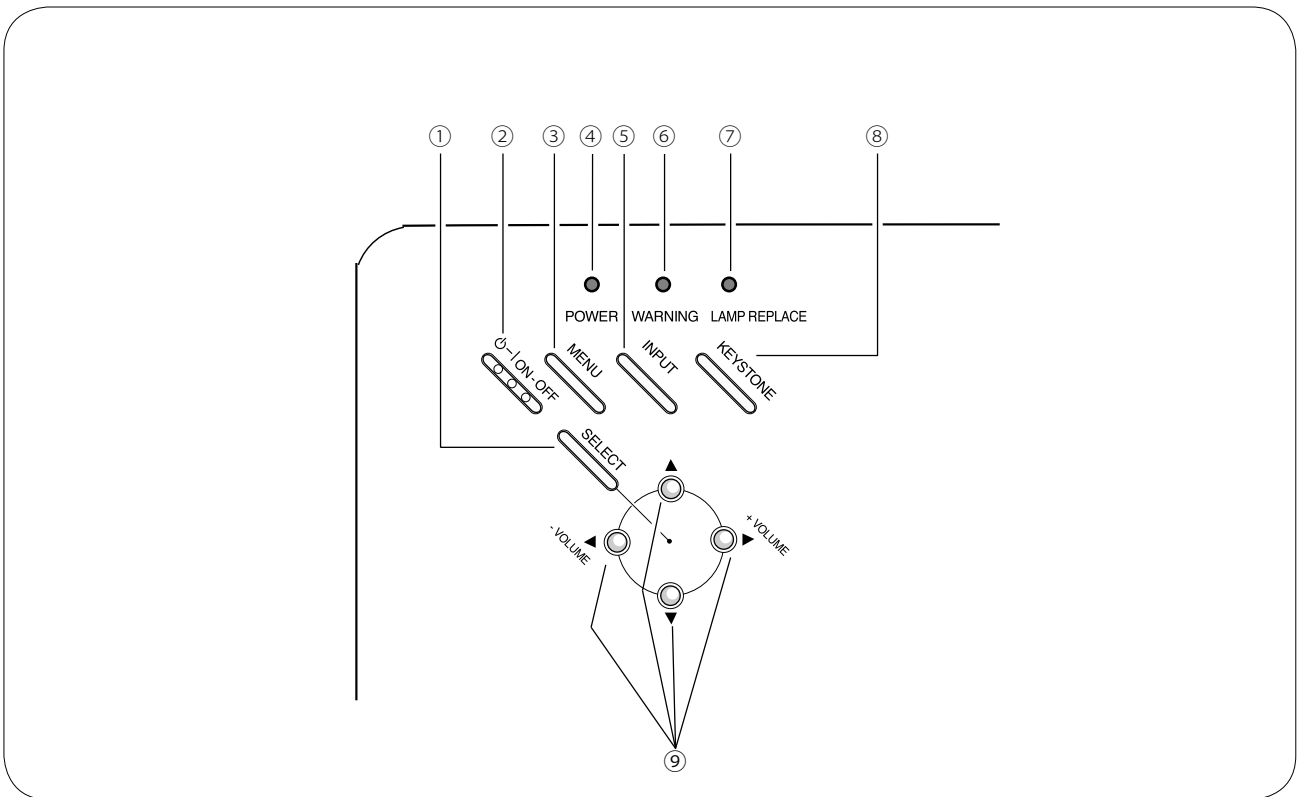 ① ② ③ ④ ⑤ ⑥ ⑦ ⑧
POWER WARNING LAMP REPLACE
⏻–|ON-OFF
MENU
INPUT
KEYSTONE
SELECT
▲
- VOLUME ◀
▶ + VOLUME
▼
⑨